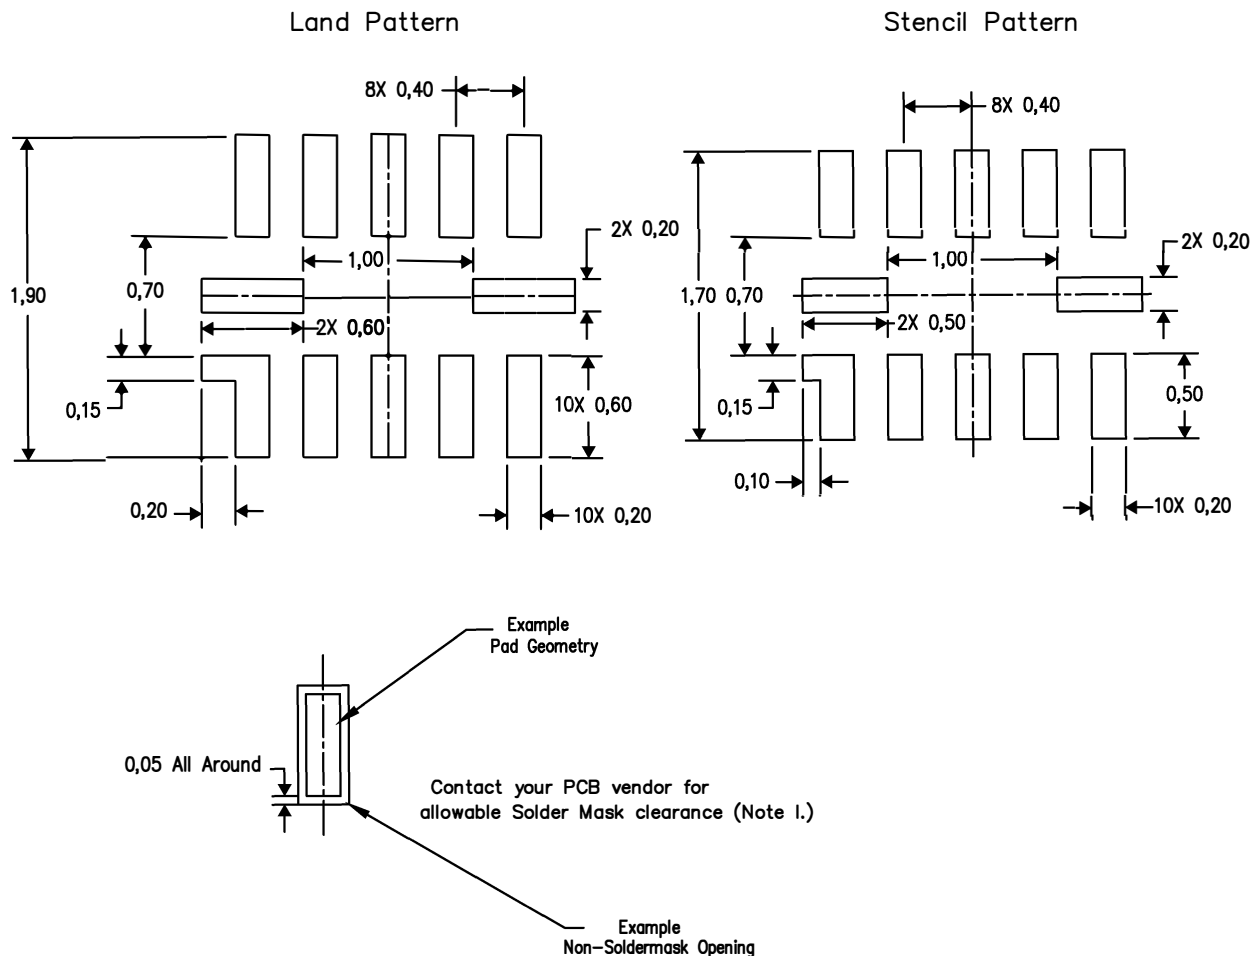 Land Pattern
Stencil Pattern
8X 0,40
8X 0,40
2X 0,20
2X 0,20
1,00
1,00
1,90
0,70
1,70
0,70
2X 0,60
2X 0,50
0,15
10X 0,60
0,15
0,50
0,20
10X 0,20
0,10
10X 0,20
Example
Pad Geometry
0,05 All Around
Contact your PCB vendor for
allowable Solder Mask clearance (Note I.)
Example
Non-Soldermask Opening